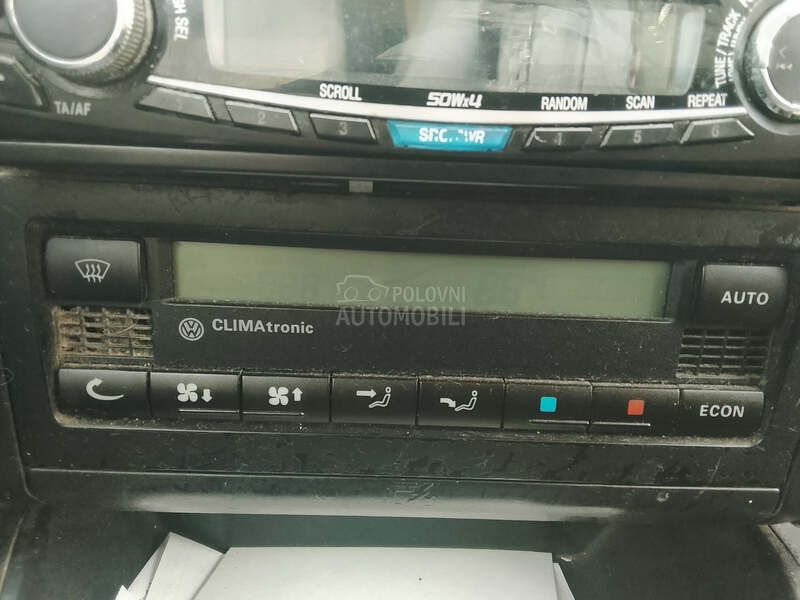 SEL
TA/AF
SCROLL
50Wx4
RANDOM
SCAN
REPEAT
TUNE/TRACK
2
3
4
5
6
AUTO
POLOVNI
AUTOMOBILI
VW
CLIMAtronic
ECON